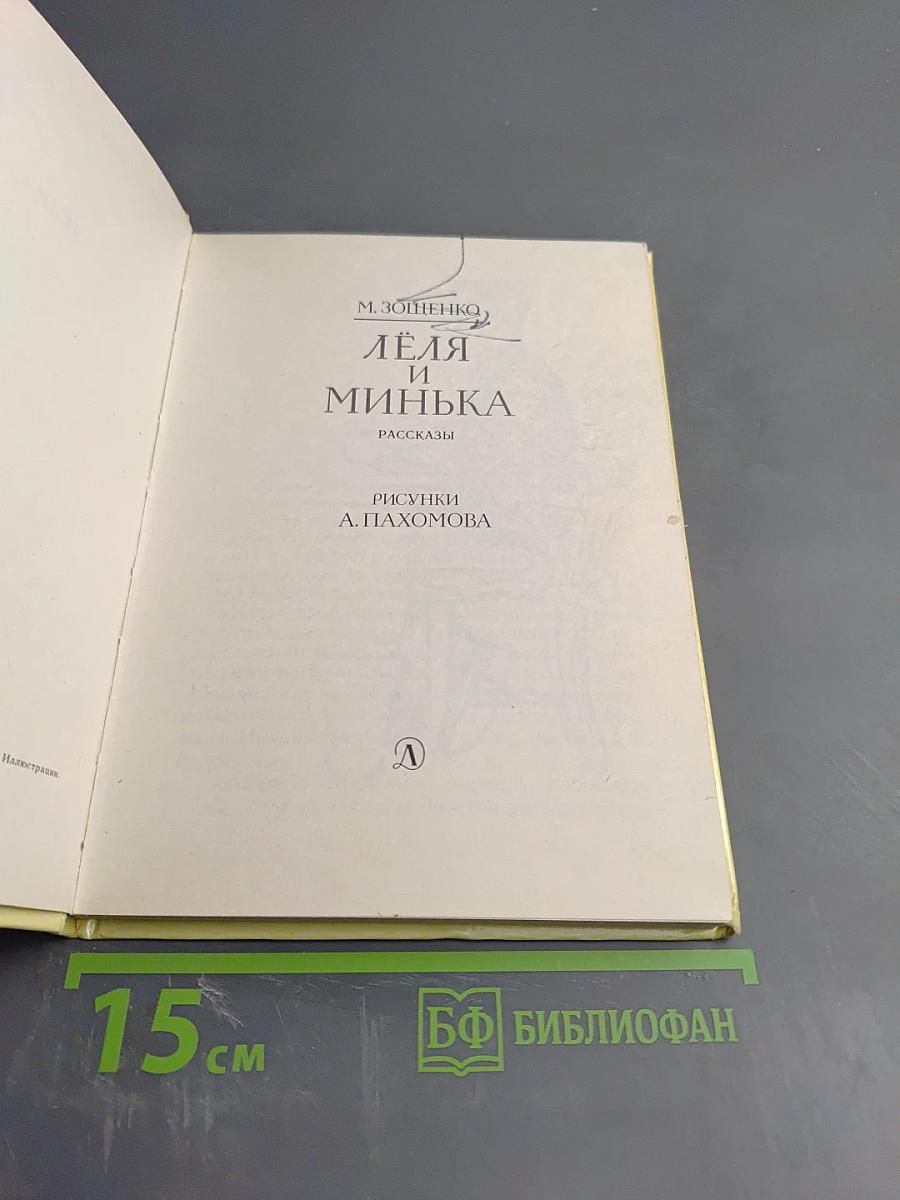 М. ЗОЩЕНКО
ЛЁЛЯ
И
МИНЬКА
РАССКАЗЫ
РИСУНКИ
А. ПАХОМОВА
Иллюстрации.
15 см
БФ БИБЛИОФАН